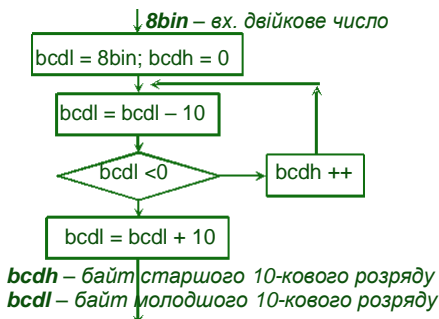 8bin – вх. двійкове число
bcdl = 8bin; bcdh = 0
bcdl = bcdl – 10
bcdl <0
bcdh ++
bcdl = bcdl + 10
bcdh – байт старшого 10-кового розряду
bcdl – байт молодшого 10-кового розряду